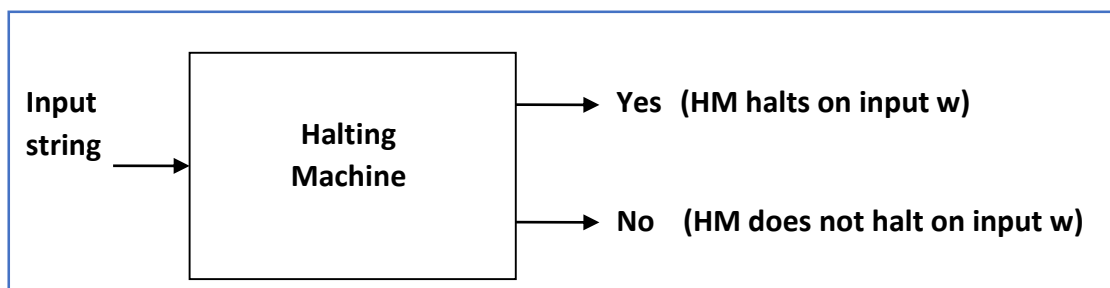 Input
string
Halting
Machine
Yes (HM halts on input w)
No (HM does not halt on input w)